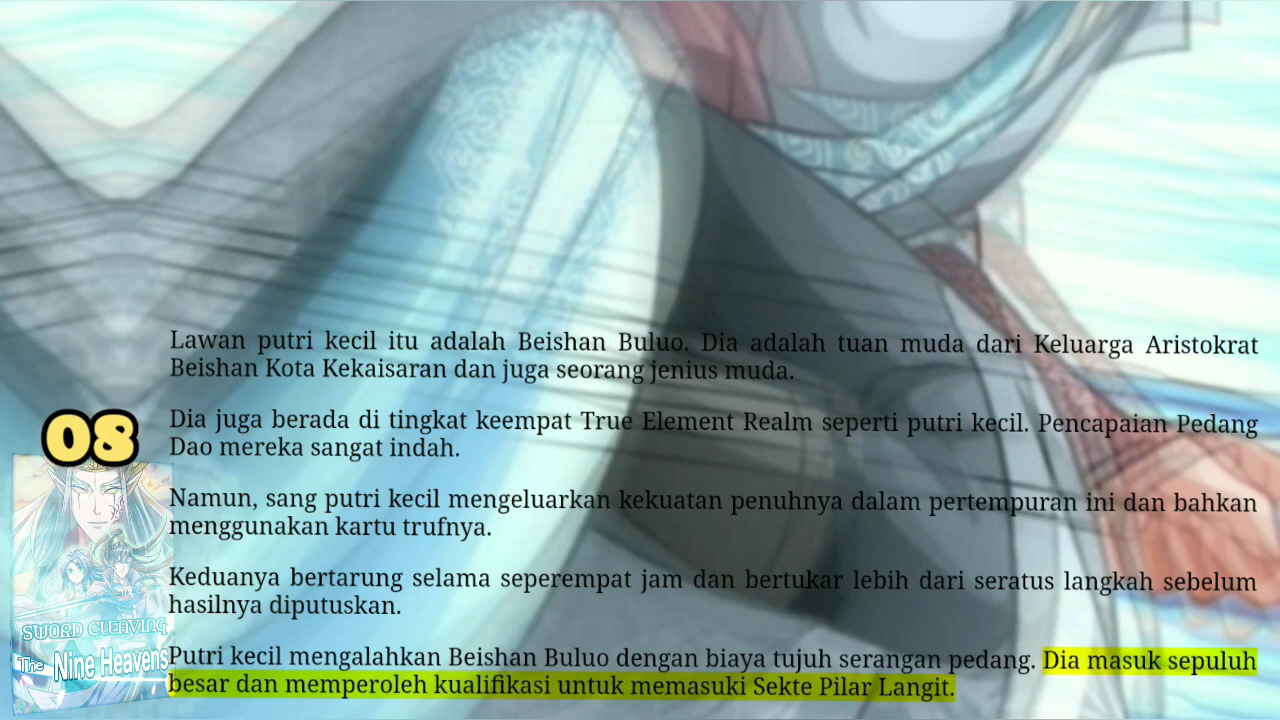 Lawan putri kecil itu adalah Beishan Buluo. Dia adalah tuan muda dari Keluarga Aristokrat
Beishan Kota Kekaisaran dan juga seorang jenius muda.
Dia juga berada di tingkat keempat True Element Realm seperti putri kecil. Pencapaian Pedang
Dao mereka sangat indah.
Namun, sang putri kecil mengeluarkan kekuatan penuhnya dalam pertempuran ini dan bahkan
menggunakan kartu trufnya.
Keduanya bertarung selama seperempat jam dan bertukar lebih dari seratus langkah sebelum
hasilnya diputuskan.
Putri kecil mengalahkan Beishan Buluo dengan biaya tujuh serangan pedang. Dia masuk sepuluh
besar dan memperoleh kualifikasi untuk memasuki Sekte Pilar Langit.
08
SWORD CLEAVING
The Nine Heavens